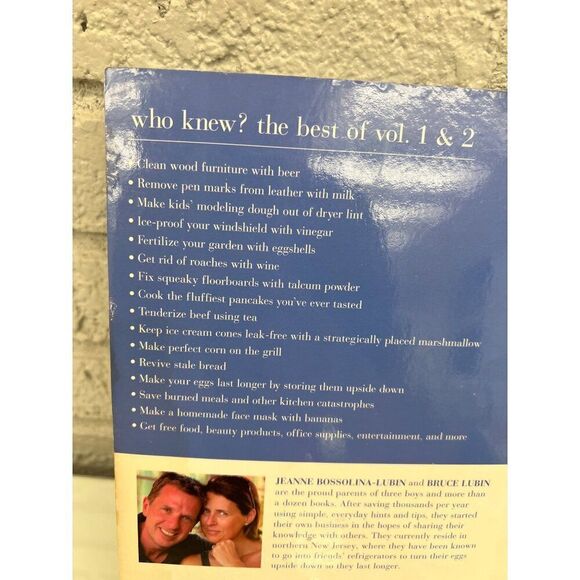 who knew? the best of vol. 1 & 2
• Clean wood furniture with beer
• Remove pen marks from leather with milk
• Make kids' modeling dough out of dryer lint
• Ice-proof your windshield with vinegar
• Fertilize your garden with eggshells
• Get rid of roaches with wine
• Fix squeaky floorboards with talcum powder
• Cook the fluffiest pancakes you've ever tasted
• Tenderize beef using tea
• Keep ice cream cones leak-free with a strategically placed marshmallow
• Make perfect corn on the grill
• Revive stale bread
• Make your eggs last longer by storing them upside down
• Save burned meals and other kitchen catastrophes
• Make a homemade face mask with bananas
• Get free food, beauty products, office supplies, entertainment, and more
JEANNE BOSSOLINA-LUBIN and BRUCE LUBIN
are the proud parents of three boys and more than
a dozen books. After saving thousands per year
using simple, everyday hints and tips, they started
their own business in the hopes of sharing their
knowledge with others. They currently reside in
northern New Jersey, where they have been known
to go into friends' refrigerators to turn their eggs
upside down so they last longer.